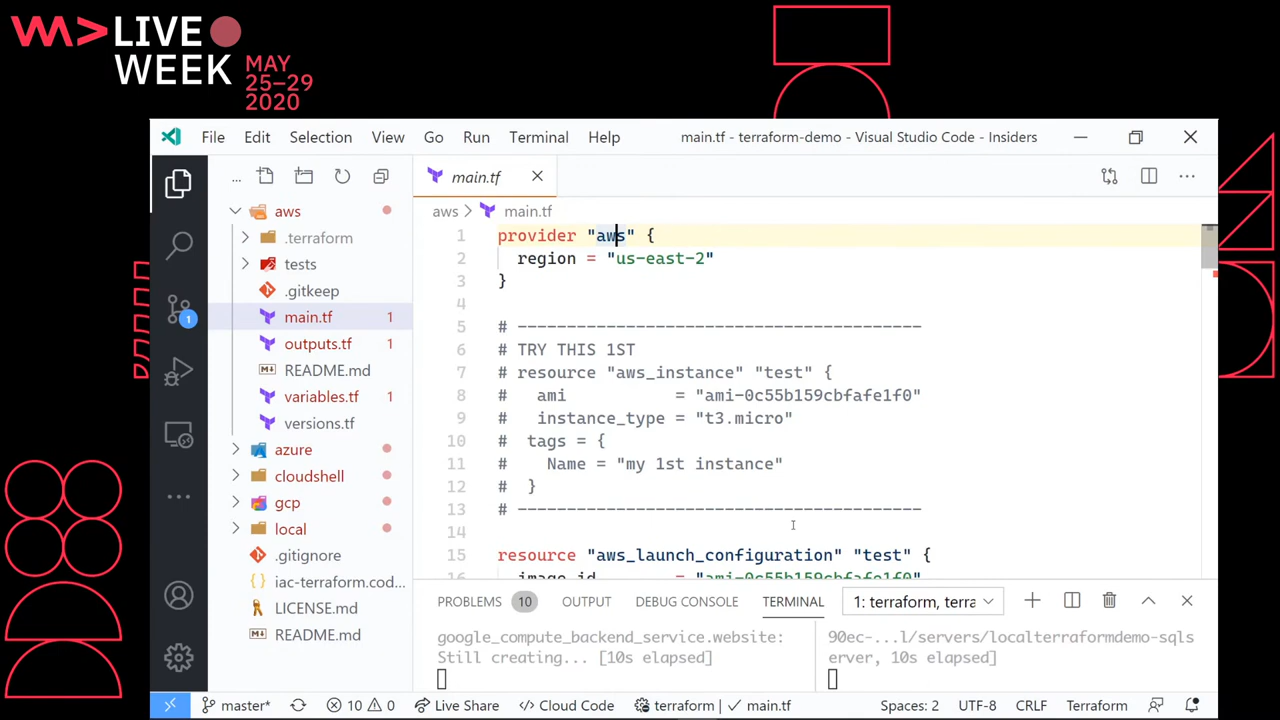 LIVE
WEEK
MAY
25–29
2020
File Edit Selection View Go Run Terminal Help
main.tf - terraform-demo - Visual Studio Code - Insiders
...
main.tf
aws
.terraform
tests
.gitkeep
main.tf 1
outputs.tf 1
README.md
variables.tf 1
versions.tf
azure
cloudshell
gcp
local
.gitignore
iac-terraform.cod...
LICENSE.md
README.md
1
aws > main.tf
1 provider "aws" {
2 region = "us-east-2"
3 }
4
5 # -----------------------------------------
6 # TRY THIS 1ST
7 # resource "aws_instance" "test" {
8 # ami = "ami-0c55b159cbfafe1f0"
9 # instance_type = "t3.micro"
10 # tags = {
11 # Name = "my 1st instance"
12 # }
13 # -----------------------------------------
14
15 resource "aws_launch_configuration" "test" {
16 image_id = "ami-0c55b159cbfafe1f0"
PROBLEMS 10 OUTPUT DEBUG CONSOLE TERMINAL 1: terraform, terra
google_compute_backend_service.website:
Still creating... [10s elapsed]
90ec-...l/servers/localterraformdemo-sqls
erver, 10s elapsed]
master* 10 0 Live Share Cloud Code terraform | main.tf Spaces: 2 UTF-8 CRLF Terraform